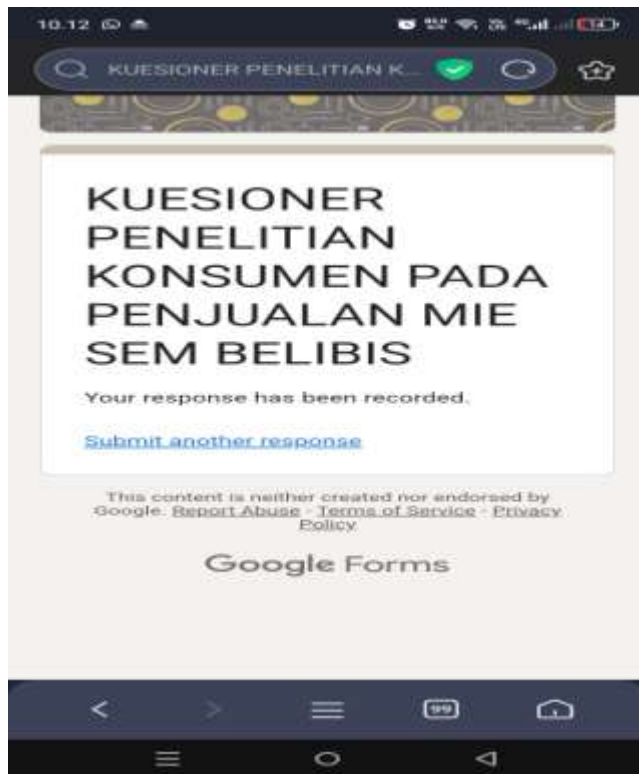 10.12
KUESIONER PENELITIAN K...
KUESIONER
PENELITIAN
KONSUMEN PADA
PENJUALAN MIE
SEM BELIBIS
Your response has been recorded.
Submit another response
This content is neither created nor endorsed by
Google. Report Abuse - Terms of Service - Privacy
Policy
Google Forms
99